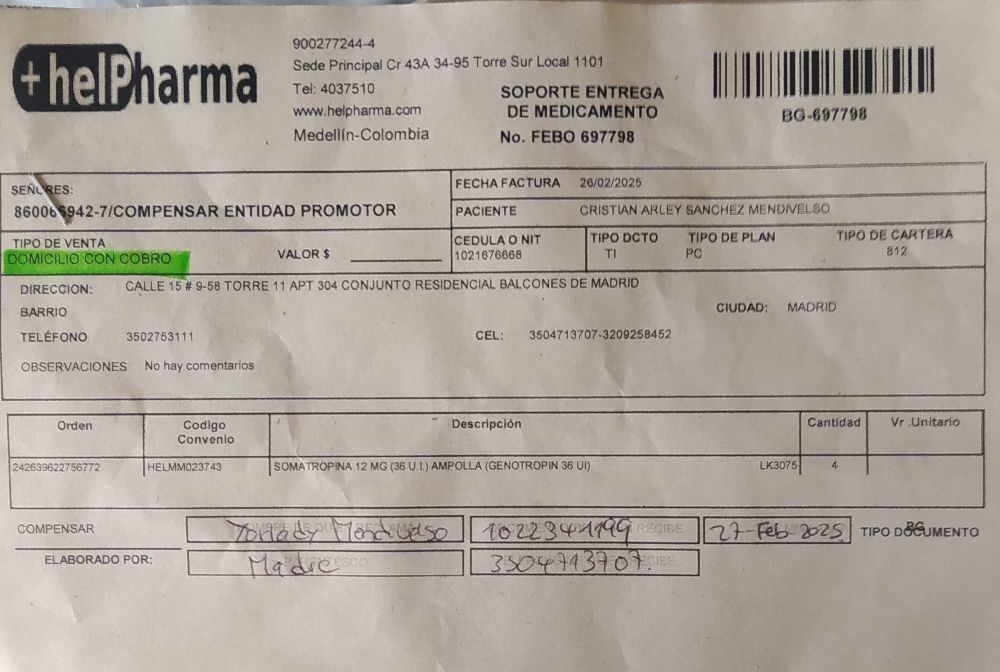 +helPharma
900277244-4
Sede Principal Cr 43A 34-95 Torre Sur Local 1101
Tel: 4037510
www.helpharma.com
Medellín-Colombia
SOPORTE ENTREGA
DE MEDICAMENTO
No. FEBO 697798
BG-697798
SEÑORES:
860066942-7/COMPENSAR ENTIDAD PROMOTOR
FECHA FACTURA 26/02/2025
PACIENTE CRISTIAN ARLEY SANCHEZ MENDIVELSO
TIPO DE VENTA
DOMICILIO CON COBRO
VALOR $
CEDULA O NIT
1021676668
TIPO DCTO
TI
TIPO DE PLAN
PC
TIPO DE CARTERA
812
DIRECCION: CALLE 15 # 9-58 TORRE 11 APT 304 CONJUNTO RESIDENCIAL BALCONES DE MADRID
BARRIO CIUDAD: MADRID
TELÉFONO 3502753111 CEL: 3504713707-3209258452
OBSERVACIONES No hay comentarios
Orden Codigo Convenio Descripción Cantidad Vr .Unitario
242639622756772 HELMM023743 SOMATROPINA 12 MG (36 U.I.) AMPOLLA (GENOTROPIN 36 UI) LK3075 4
COMPENSAR Mendivelso 1022341199 RECIBE 27-Feb 2025 TIPO DOCUMENTO BG
ELABORADO POR: Madre 3504713707.